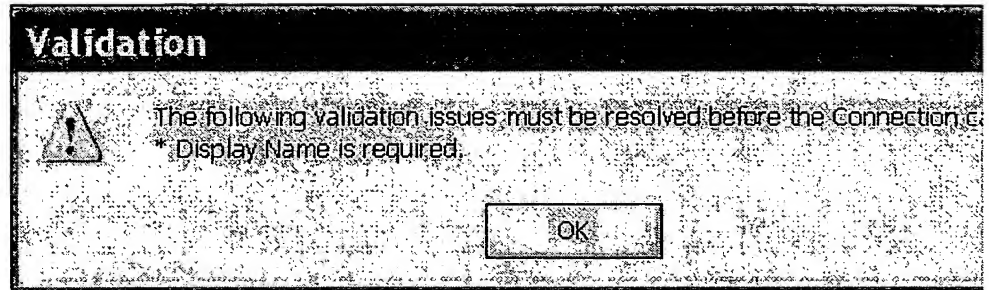 Validation
The following validation issues must be resolved before the Connection
* Display Name is required.
OK